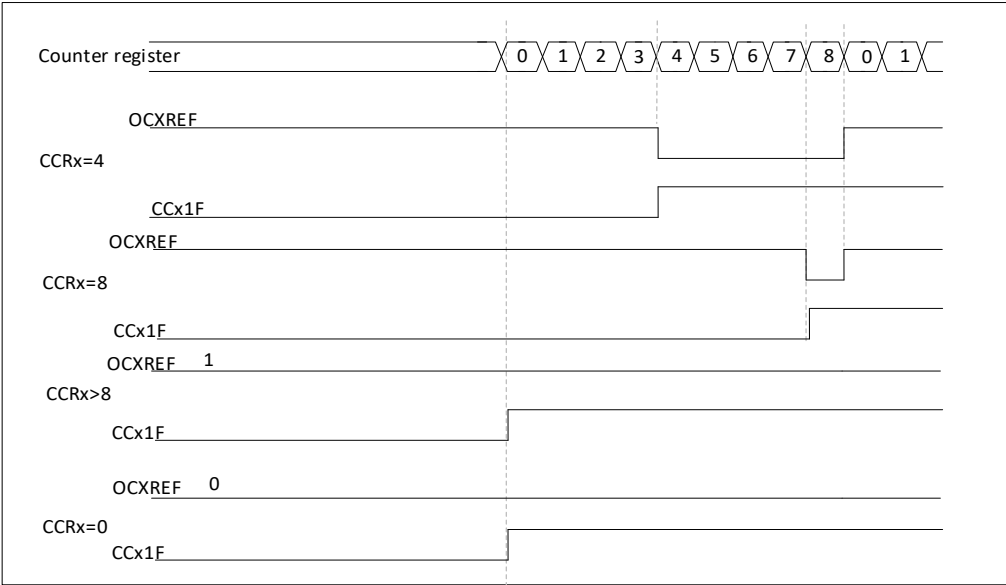 Counter register 0 1 2 3 4 5 6 7 8 0 1
OCXREF
CCRx=4
CCx1F
OCXREF
CCRx=8
CCx1F
OCXREF 1
CCRx>8
CCx1F
OCXREF 0
CCRx=0
CCx1F